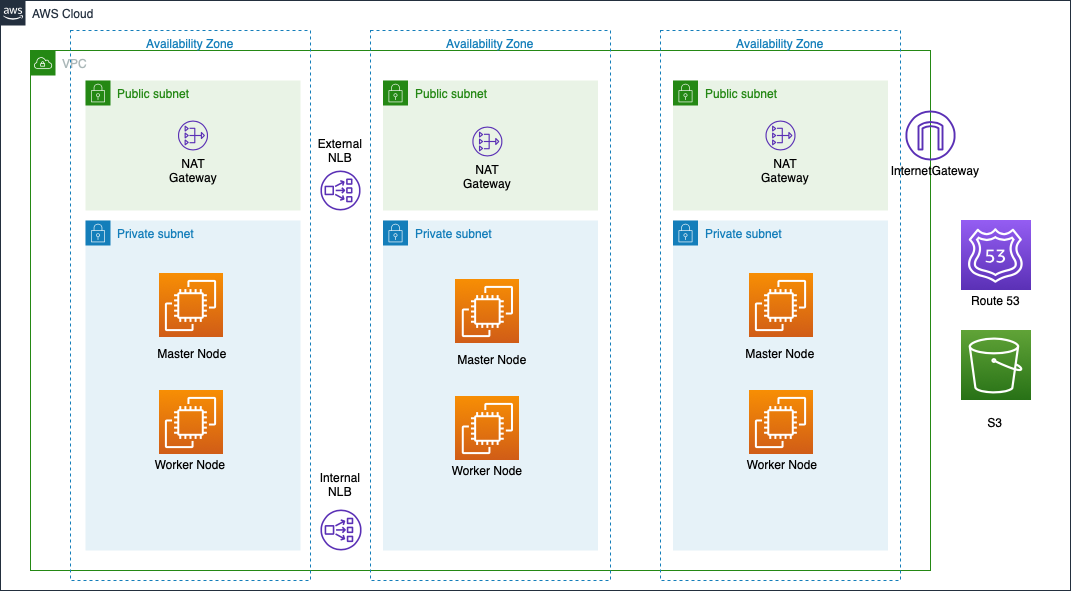 aws
AWS Cloud
Availability Zone
Availability Zone
Availability Zone
VPC
Public subnet
Public subnet
Public subnet
NAT
Gateway
External
NLB
NAT
Gateway
NAT
Gateway
InternetGateway
Private subnet
Private subnet
Private subnet
53
Route 53
Master Node
Master Node
Master Node
S3
Worker Node
Worker Node
Worker Node
Internal
NLB